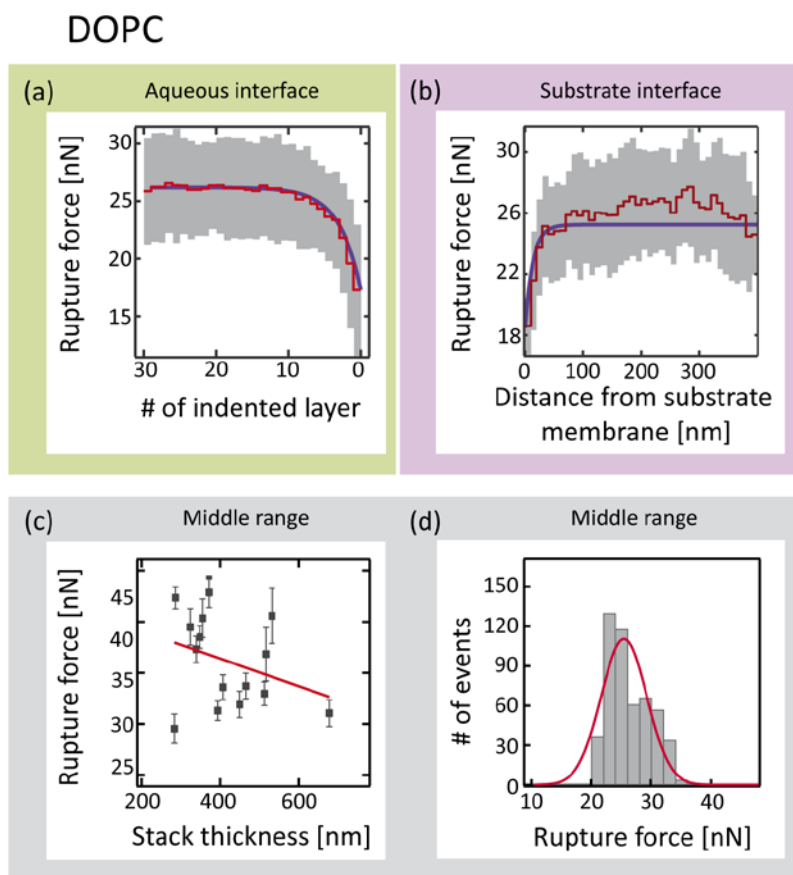 DOPC
(a) Aqueous interface
Rupture force [nN]
30
25
20
15
30 20 10 0
# of indented layer
(b) Substrate interface
Rupture force [nN]
30
26
22
18
0 100 200 300
Distance from substrate
membrane [nm]
(c) Middle range
Rupture force [nN]
45
40
35
30
25
200 400 600
Stack thickness [nm]
(d) Middle range
# of events
150
120
90
60
30
0
10 20 30 40
Rupture force [nN]